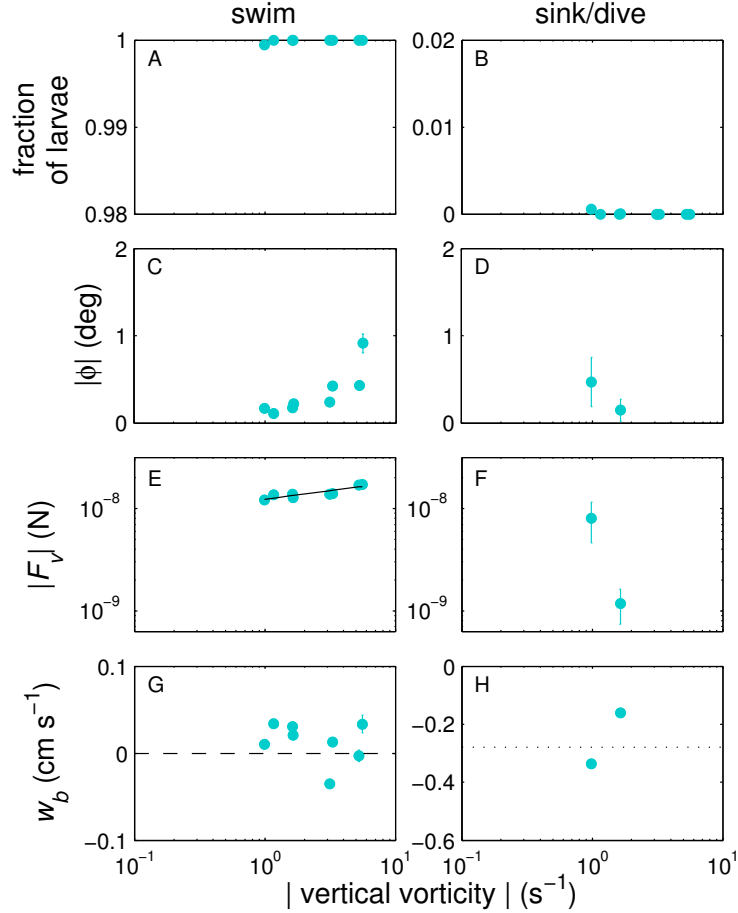 swim sink/dive
fraction of larvae
A
1
0.99
0.98
B
0.02
0.01
0
|ϕ| (deg)
C
2
1
0
D
2
1
0
|F_v| (N)
E
10⁻⁸
F
10⁻⁸
10⁻⁹
10⁻⁹
w_b (cm s⁻¹)
G
0.1
0
−0.1
H
0
−0.2
−0.4
−0.6
10⁻¹ 10⁰ 10¹ 10⁻¹ 10⁰ 10¹
| vertical vorticity | (s⁻¹)